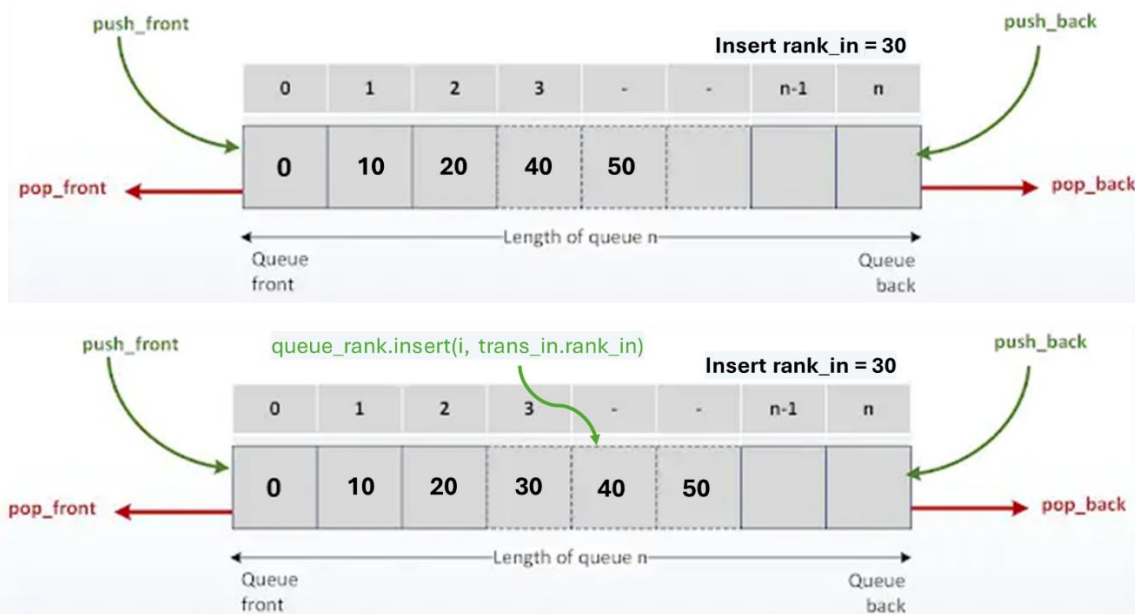 push_front
push_back
Insert rank_in = 30
0 1 2 3 - - n-1 n
0 10 20 40 50
pop_front
pop_back
Length of queue n
Queue front
Queue back
push_front
queue_rank.insert(i, trans_in.rank_in)
push_back
Insert rank_in = 30
0 1 2 3 - - n-1 n
0 10 20 30 40 50
pop_front
pop_back
Length of queue n
Queue front
Queue back